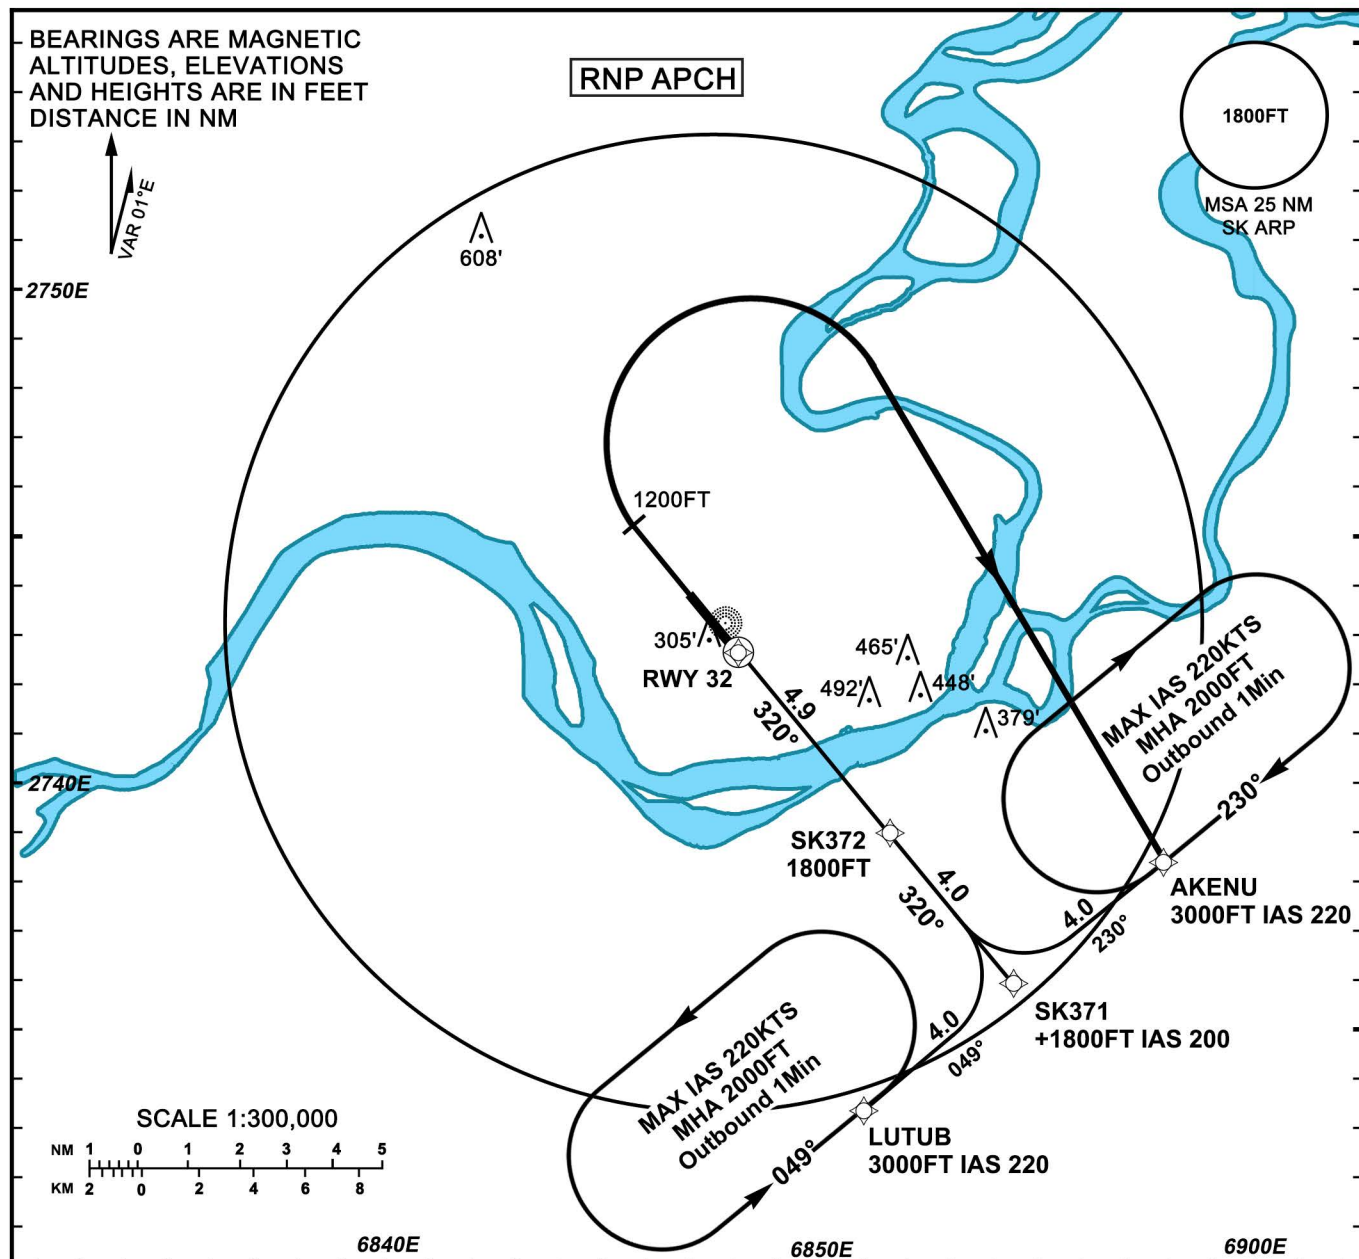 BEARINGS ARE MAGNETIC
ALTITUDES, ELEVATIONS
AND HEIGHTS ARE IN FEET
DISTANCE IN NM
VAR 01°E
RNP APCH
1800FT
MSA 25 NM
SK ARP
608'
2750E
1200FT
305'
RWY 32
465'
492'
448'
379'
4.9
320°
MAX IAS 220KTS
MHA 2000FT
Outbound 1Min
230°
2740E
SK372
1800FT
4.0
320°
AKENU
3000FT IAS 220
4.0
230°
SK371
+1800FT IAS 200
4.0
049°
MAX IAS 220KTS
MHA 2000FT
Outbound 1Min
049°
LUTUB
3000FT IAS 220
SCALE 1:300,000
NM 1 0 1 2 3 4 5
KM 2 0 2 4 6 8
6840E
6850E
6900E